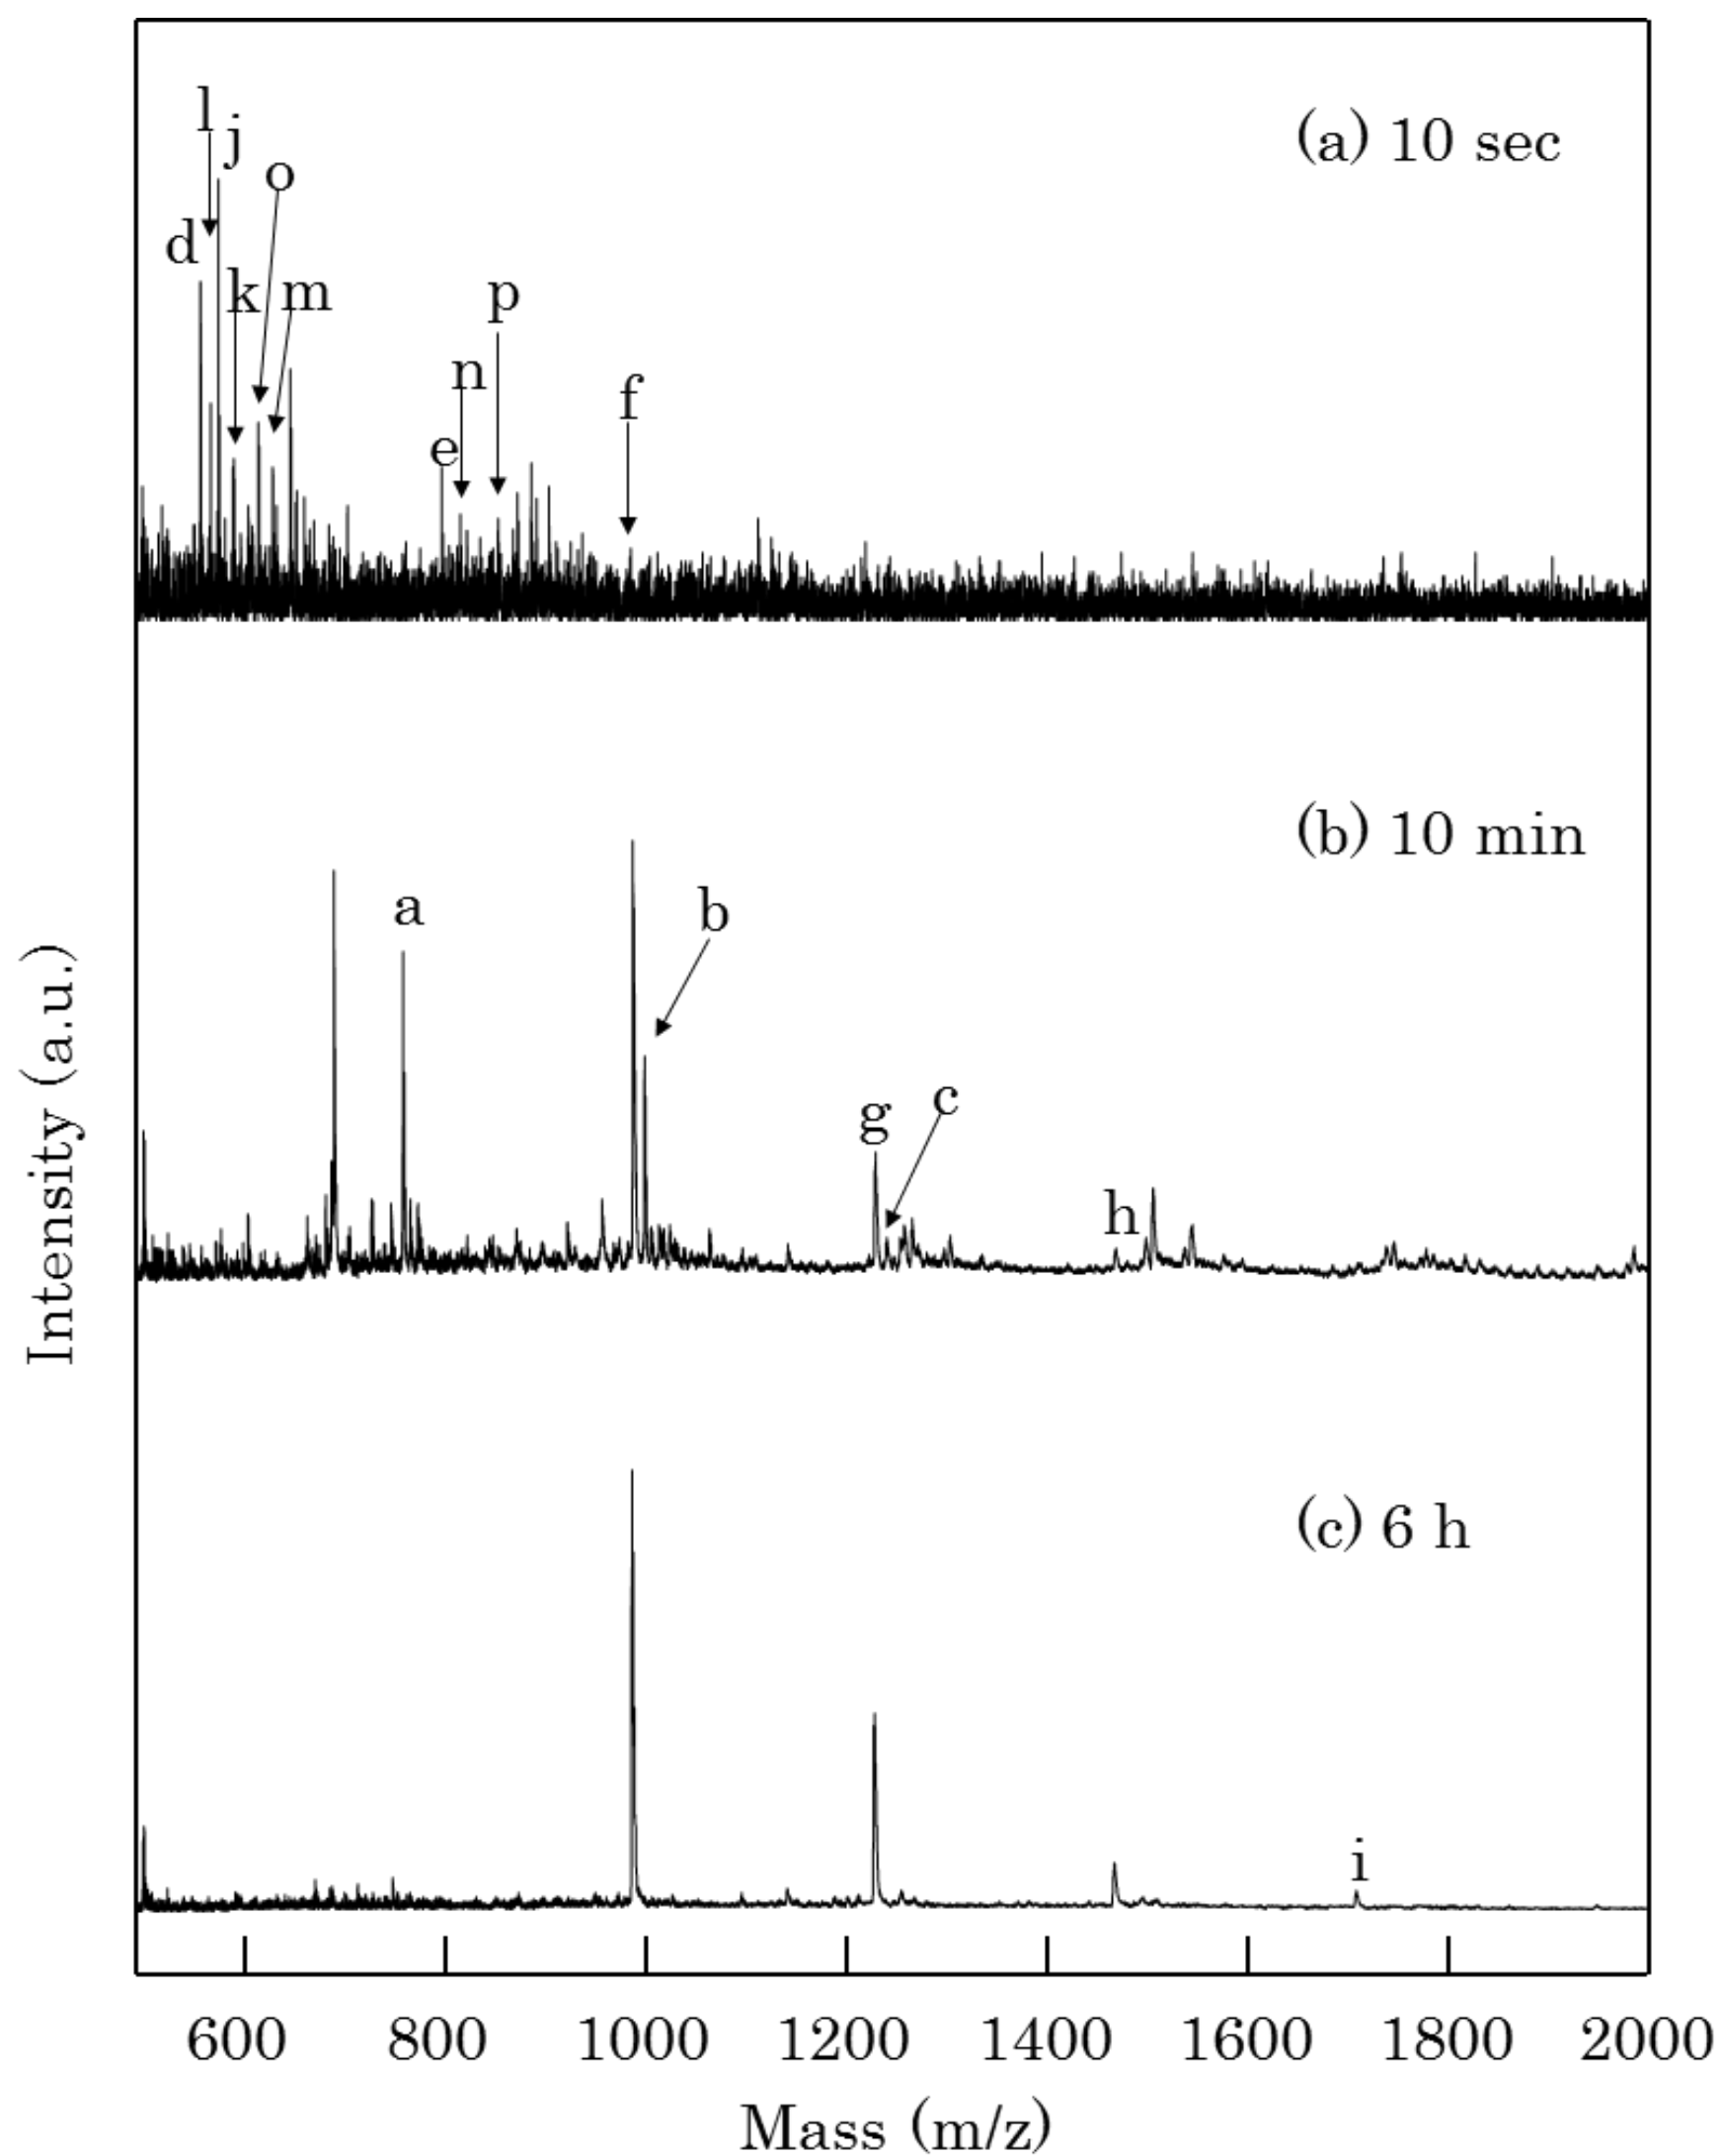 (a) 10 sec
l
j
o
d
k
m
p
n
f
e
(b) 10 min
a
b
g
c
h
(c) 6 h
i
Intensity (a.u.)
600 800 1000 1200 1400 1600 1800 2000
Mass (m/z)